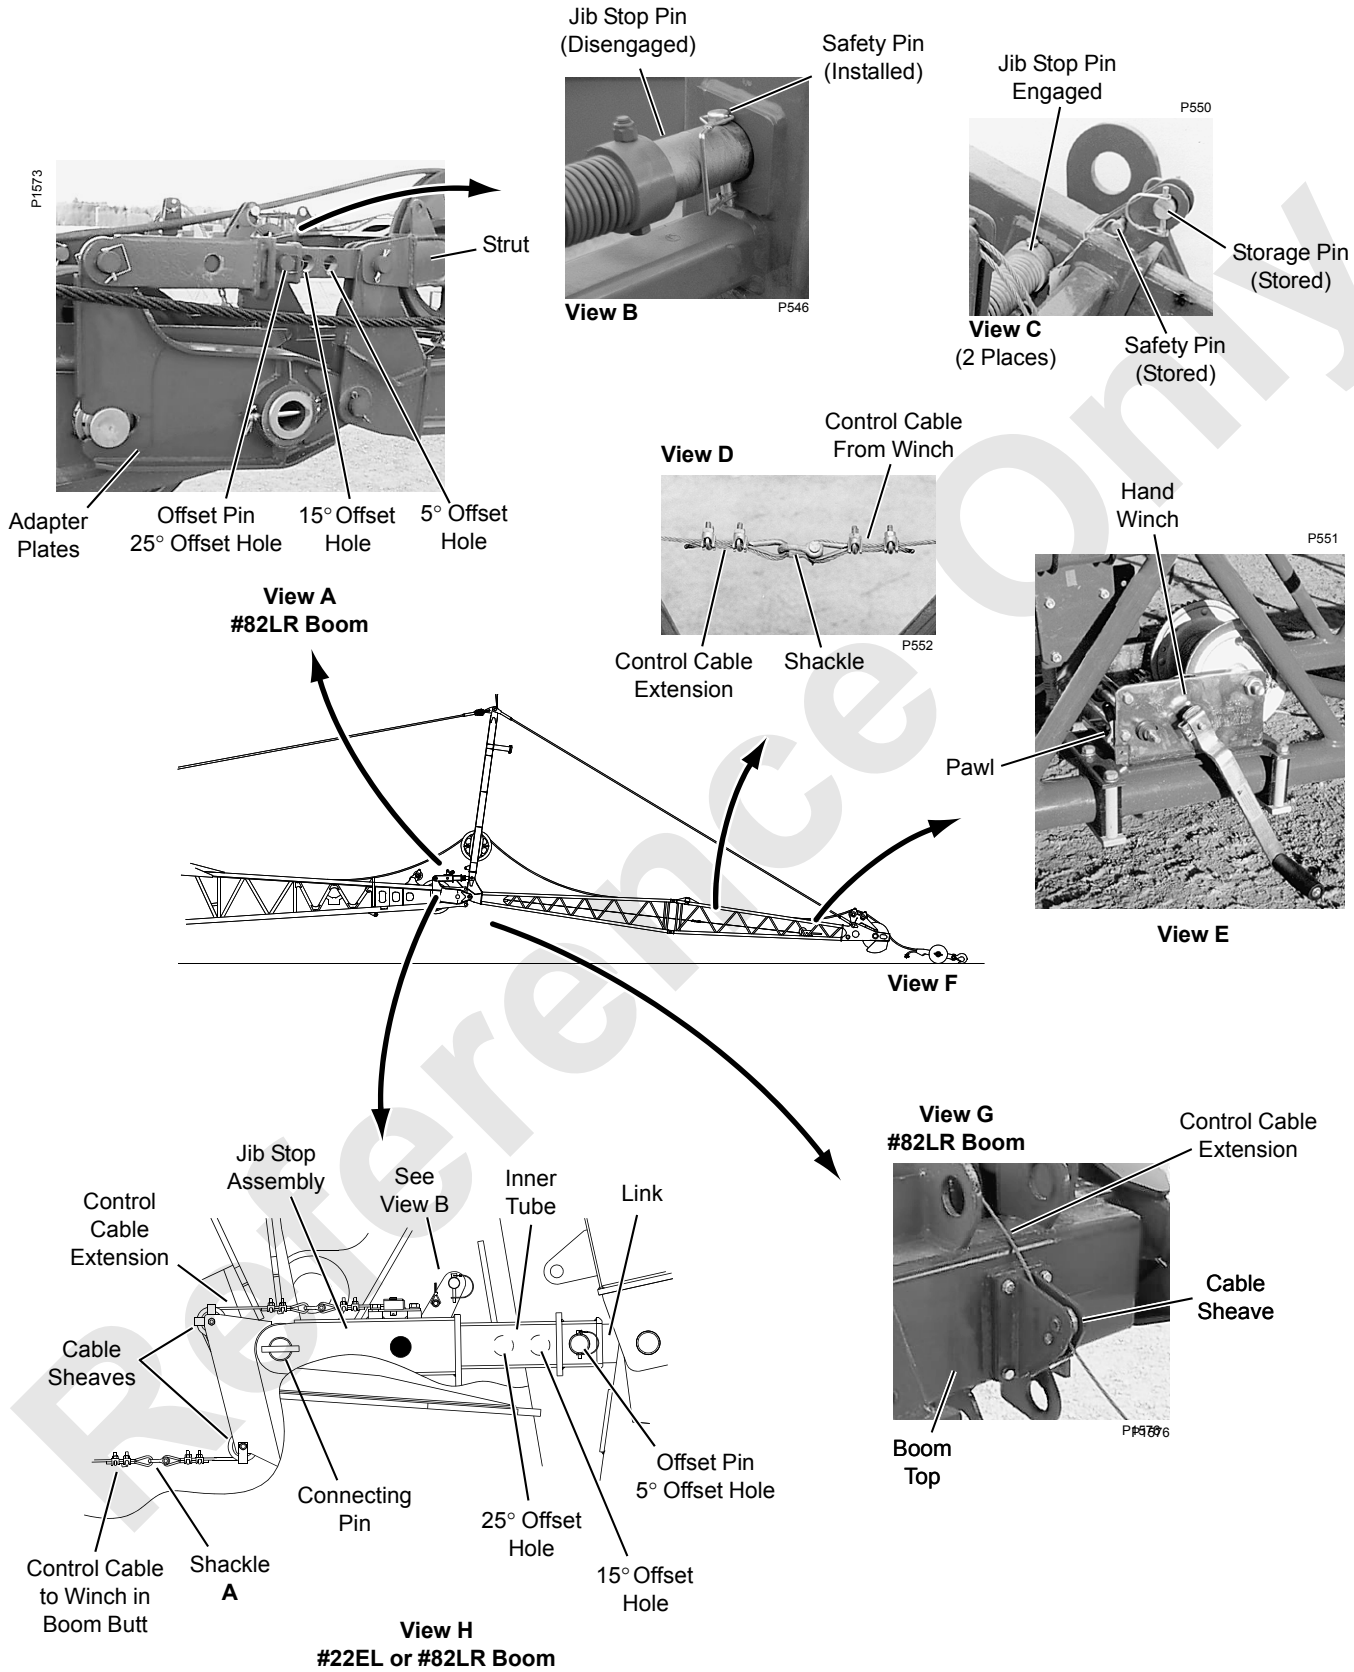 Jib Stop Pin
(Disengaged)
Safety Pin
(Installed)
Jib Stop Pin
Engaged
P550
P1573
Strut
Storage Pin
(Stored)
View B
P546
View C
(2 Places)
Safety Pin
(Stored)
Control Cable
From Winch
View D
Adapter
Plates
Offset Pin
25° Offset Hole
15° Offset
Hole
5° Offset
Hole
Hand
Winch
P551
View A
#82LR Boom
P552
Control Cable
Extension
Shackle
Pawl
View E
View F
View G
#82LR Boom
Control Cable
Extension
Jib Stop
Assembly
See
View B
Inner
Tube
Link
Control
Cable
Extension
Cable
Sheave
Cable
Sheaves
Boom
Top
Offset Pin
5° Offset Hole
Connecting
Pin
25° Offset
Hole
15° Offset
Hole
Control Cable
to Winch in
Boom Butt
Shackle
A
View H
#22EL or #82LR Boom
Reference Only